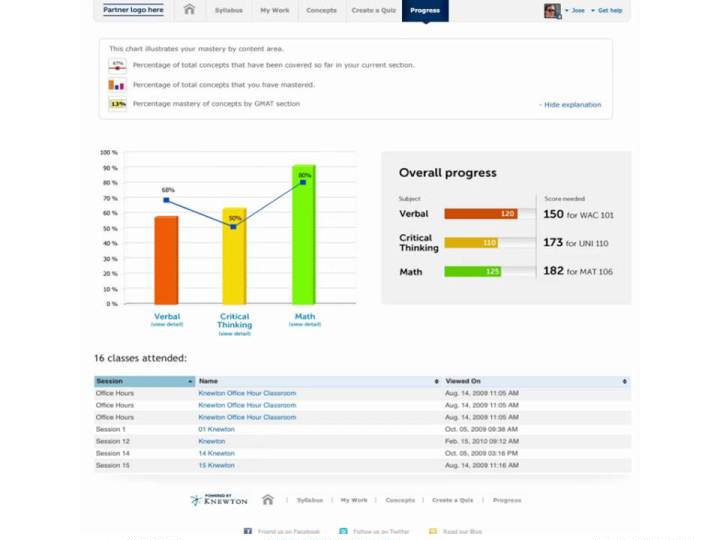 Partner logo here
Syllabus
My Work
Concepts
Create a Quiz
Progress
Jose
Get help
This chart illustrates your mastery by content area.
47%
Percentage of total concepts that have been covered so far in your current section.
Percentage of total concepts that you have mastered.
13%
Percentage mastery of concepts by GMAT section
- Hide explanation
100 %
90 %
80 %
70 %
60 %
50 %
40 %
30 %
20 %
10 %
0 %
68%
50%
80%
Verbal
(view detail)
Critical
Thinking
(view detail)
Math
(view detail)
Overall progress
Subject
Score needed
Verbal
120
150 for WAC 101
Critical
Thinking
110
173 for UNI 110
Math
125
182 for MAT 106
16 classes attended:
Session Name Viewed On
Office Hours Knewton Office Hour Classroom Aug. 14, 2009 11:05 AM
Office Hours Knewton Office Hour Classroom Aug. 14, 2009 11:05 AM
Office Hours Knewton Office Hour Classroom Aug. 14, 2009 11:05 AM
Session 1 01 Knewton Oct. 05, 2009 09:38 AM
Session 12 Knewton Feb. 15, 2010 09:12 AM
Session 14 14 Knewton Oct. 05, 2009 03:16 PM
Session 15 15 Knewton Aug. 14, 2009 11:16 AM
POWERED BY
KNEWTON
| Syllabus | My Work | Concepts | Create a Quiz | Progress
Friend us on Facebook
Follow us on Twitter
Read our Blog